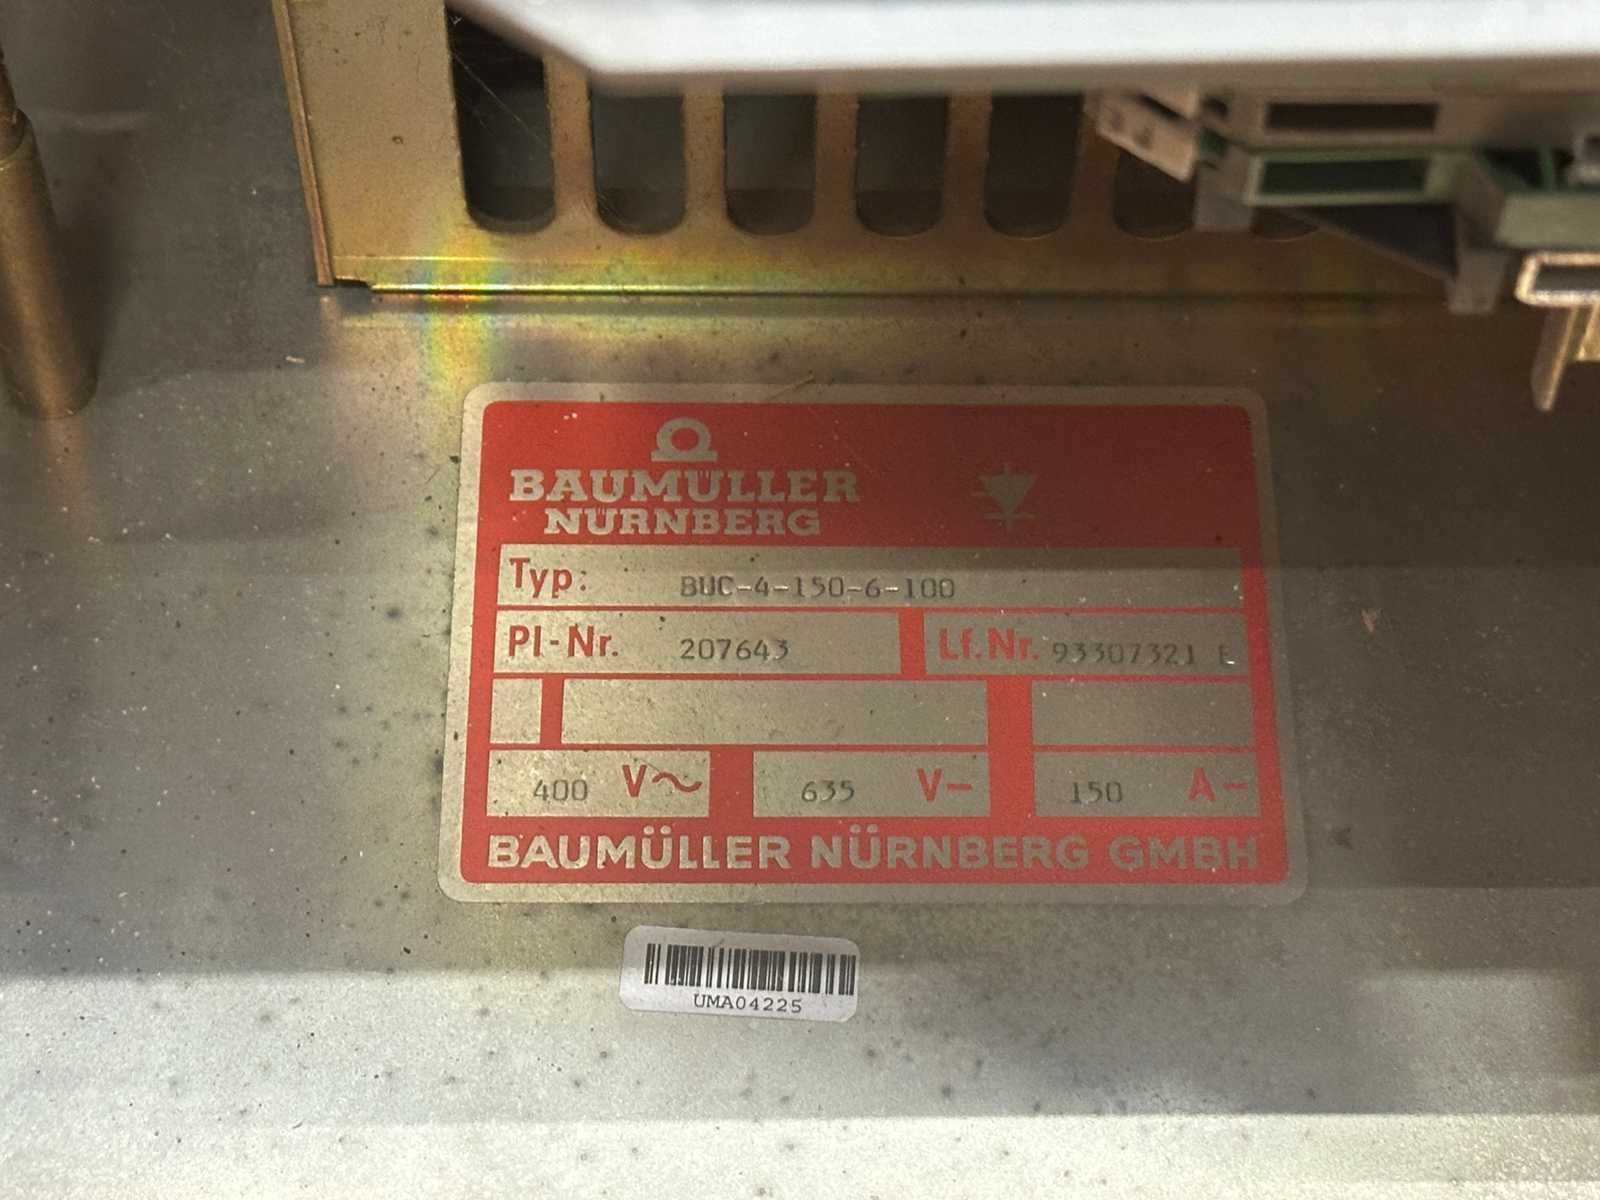 BAUMÜLLER
NÜRNBERG
Typ: BUC-4-150-6-100
Pl-Nr. 207643 Lf.Nr. 93307321 E
400 V~ 635 V– 150 A–
BAUMÜLLER NÜRNBERG GMBH
UMA04225